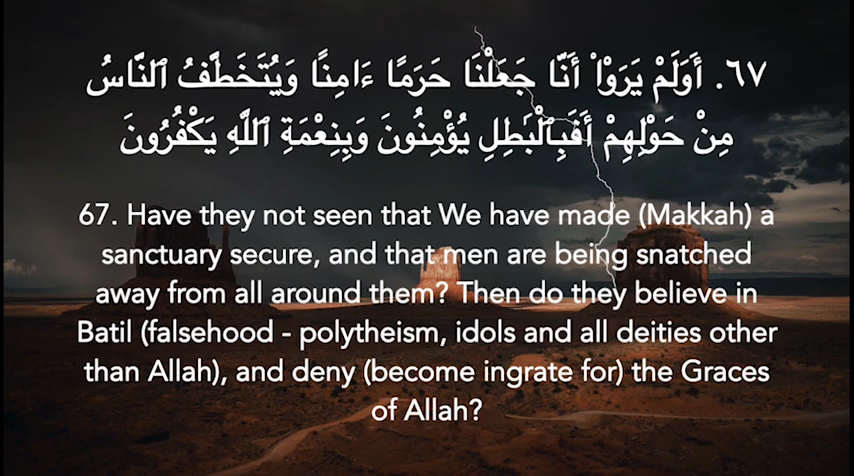 ٦٧. أَوَلَمْ يَرَوْا۟ أَنَّا جَعَلْنَا حَرَمًا ءَامِنًا وَيُتَخَطَّفُ ٱلنَّاسُ
مِنْ حَوْلِهِمْ أَفَبِٱلْبَٰطِلِ يُؤْمِنُونَ وَبِنِعْمَةِ ٱللَّهِ يَكْفُرُونَ
67. Have they not seen that We have made (Makkah) a
sanctuary secure, and that men are being snatched
away from all around them? Then do they believe in
Batil (falsehood - polytheism, idols and all deities other
than Allah), and deny (become ingrate for) the Graces
of Allah?